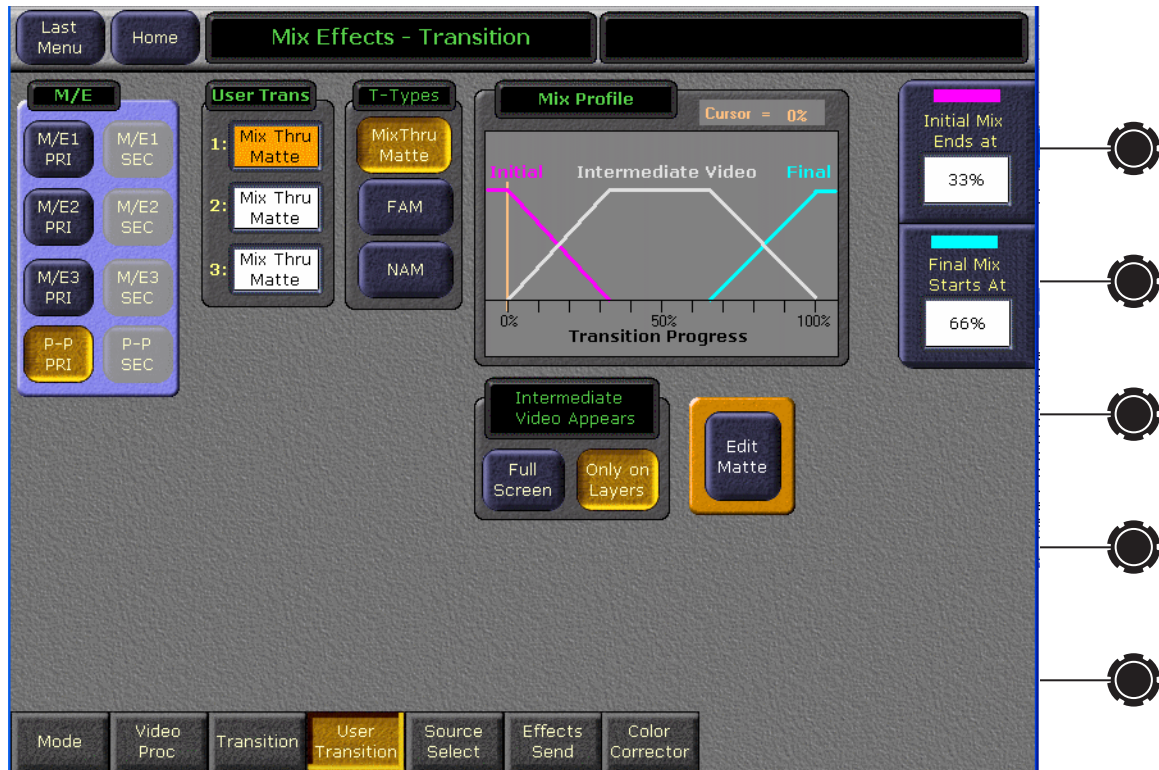 Last
Menu
Home
Mix Effects - Transition
M/E
M/E1
PRI
M/E1
SEC
M/E2
PRI
M/E2
SEC
M/E3
PRI
M/E3
SEC
P-P
PRI
P-P
SEC
User Trans
1:
Mix Thru
Matte
2:
Mix Thru
Matte
3:
Mix Thru
Matte
T-Types
MixThru
Matte
FAM
NAM
Mix Profile
Cursor = 0%
Initial
Intermediate Video
Final
0%
50%
100%
Transition Progress
Initial Mix
Ends at
33%
Final Mix
Starts At
66%
Intermediate
Video Appears
Full
Screen
Only on
Layers
Edit
Matte
Mode
Video
Proc
Transition
User
Transition
Source
Select
Effects
Send
Color
Corrector